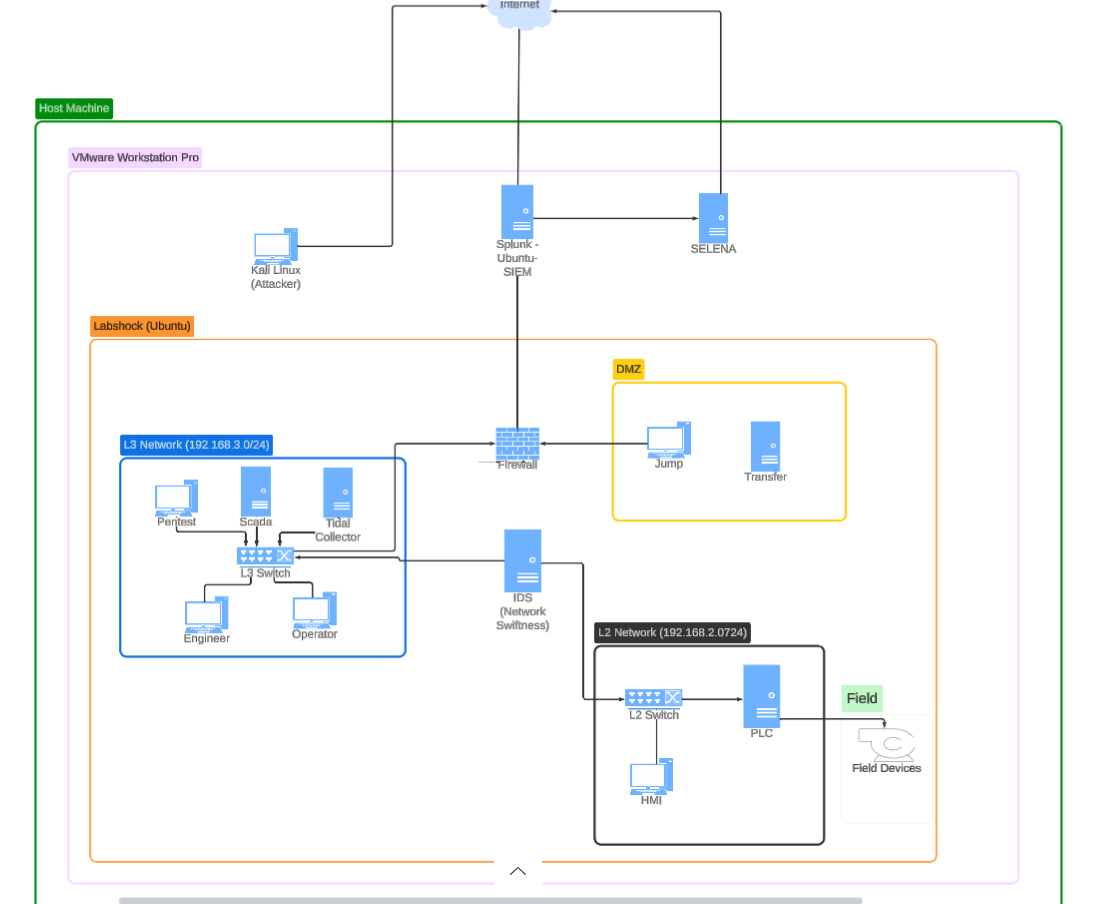 Internet
Host Machine
VMware Workstation Pro
Splunk -
Ubuntu-
SIEM
SELENA
Kali Linux
(Attacker)
Labshock (Ubuntu)
DMZ
L3 Network (192.168.3.0/24)
Firewall
Jump
Transfer
Pentest
Scada
Tidal
Collector
L3 Switch
Engineer
Operator
IDS
(Network
Swiftness)
L2 Network (192.168.2.0724)
L2 Switch
PLC
HMI
Field
Field Devices